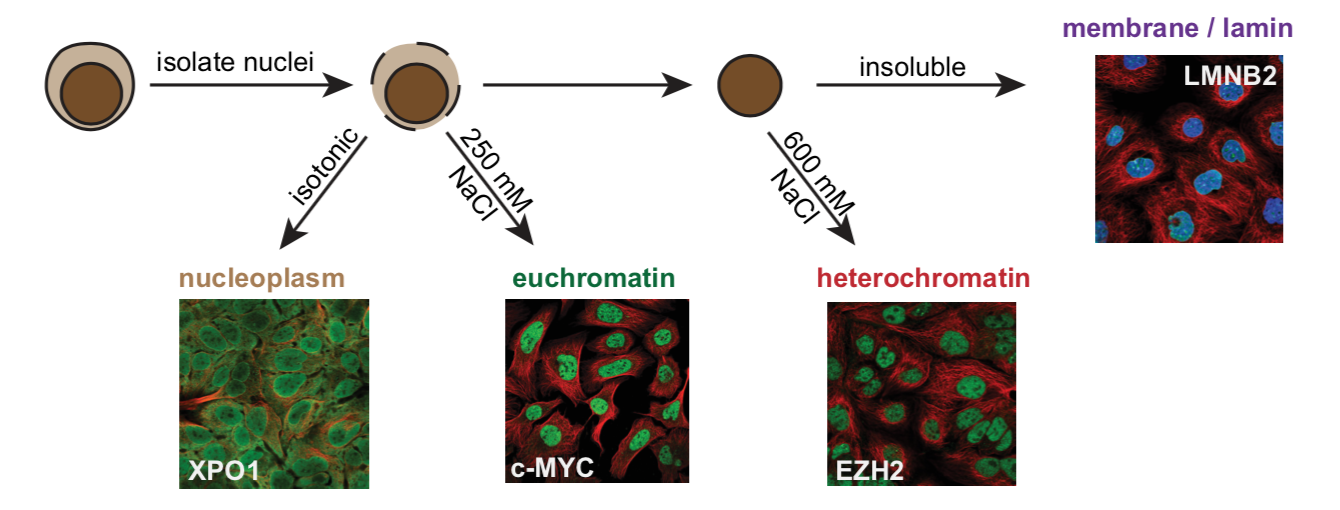 membrane / lamin
isolate nuclei
insoluble
LMNB2
isotonic
250 mM
NaCl
600 mM
NaCl
nucleoplasm
euchromatin
heterochromatin
XPO1
c-MYC
EZH2